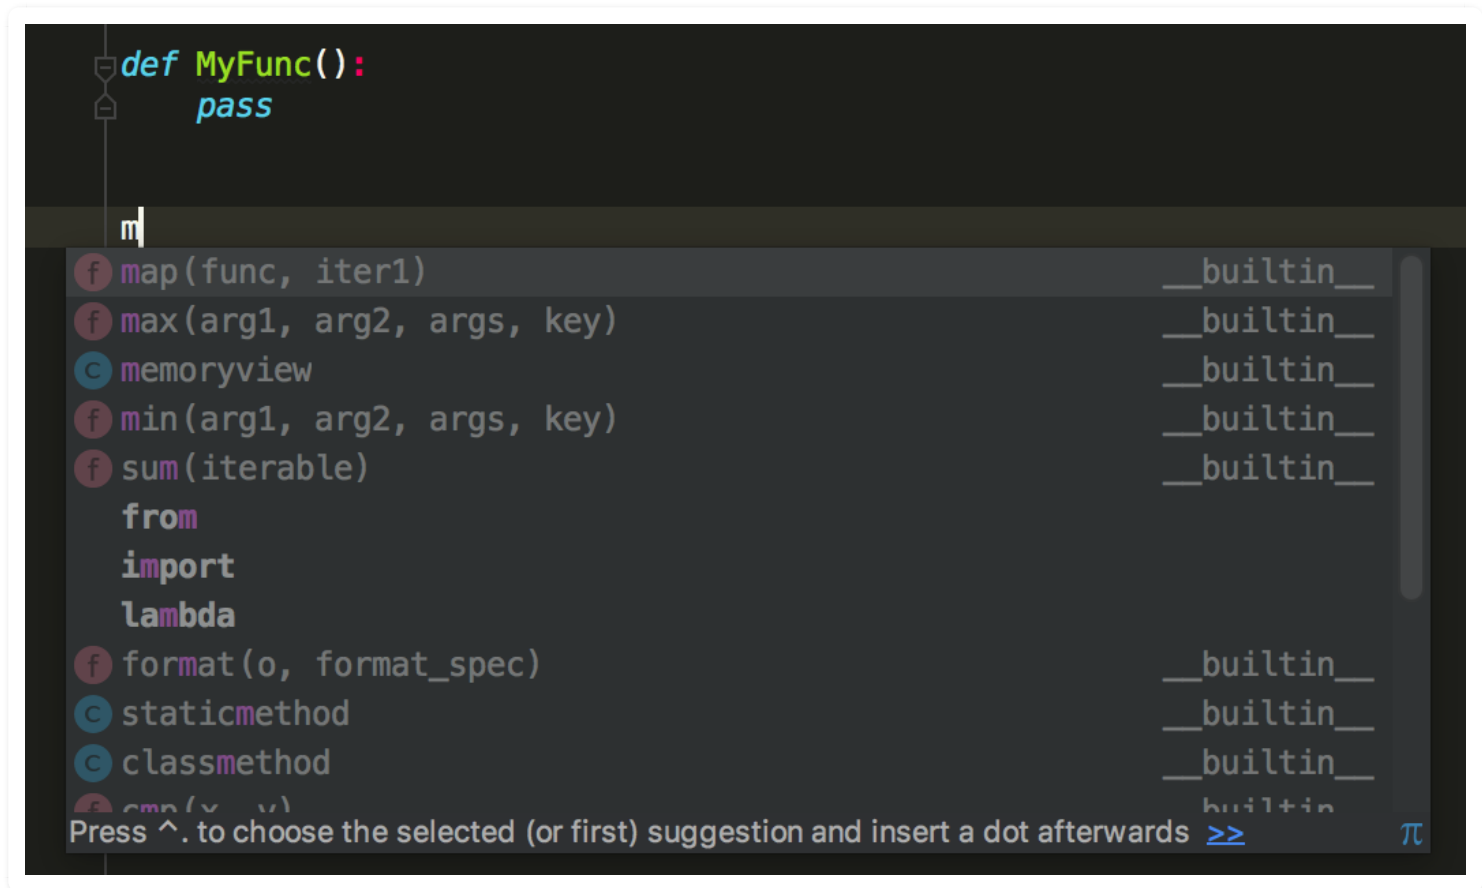 def MyFunc():
pass
m
f map(func, iter1) __builtin__
f max(arg1, arg2, args, key) __builtin__
c memoryview __builtin__
f min(arg1, arg2, args, key) __builtin__
f sum(iterable) __builtin__
from
import
lambda
f format(o, format_spec) __builtin__
c staticmethod __builtin__
c classmethod __builtin__
f cmp(x, y) __builtin__
Press ^. to choose the selected (or first) suggestion and insert a dot afterwards >> π